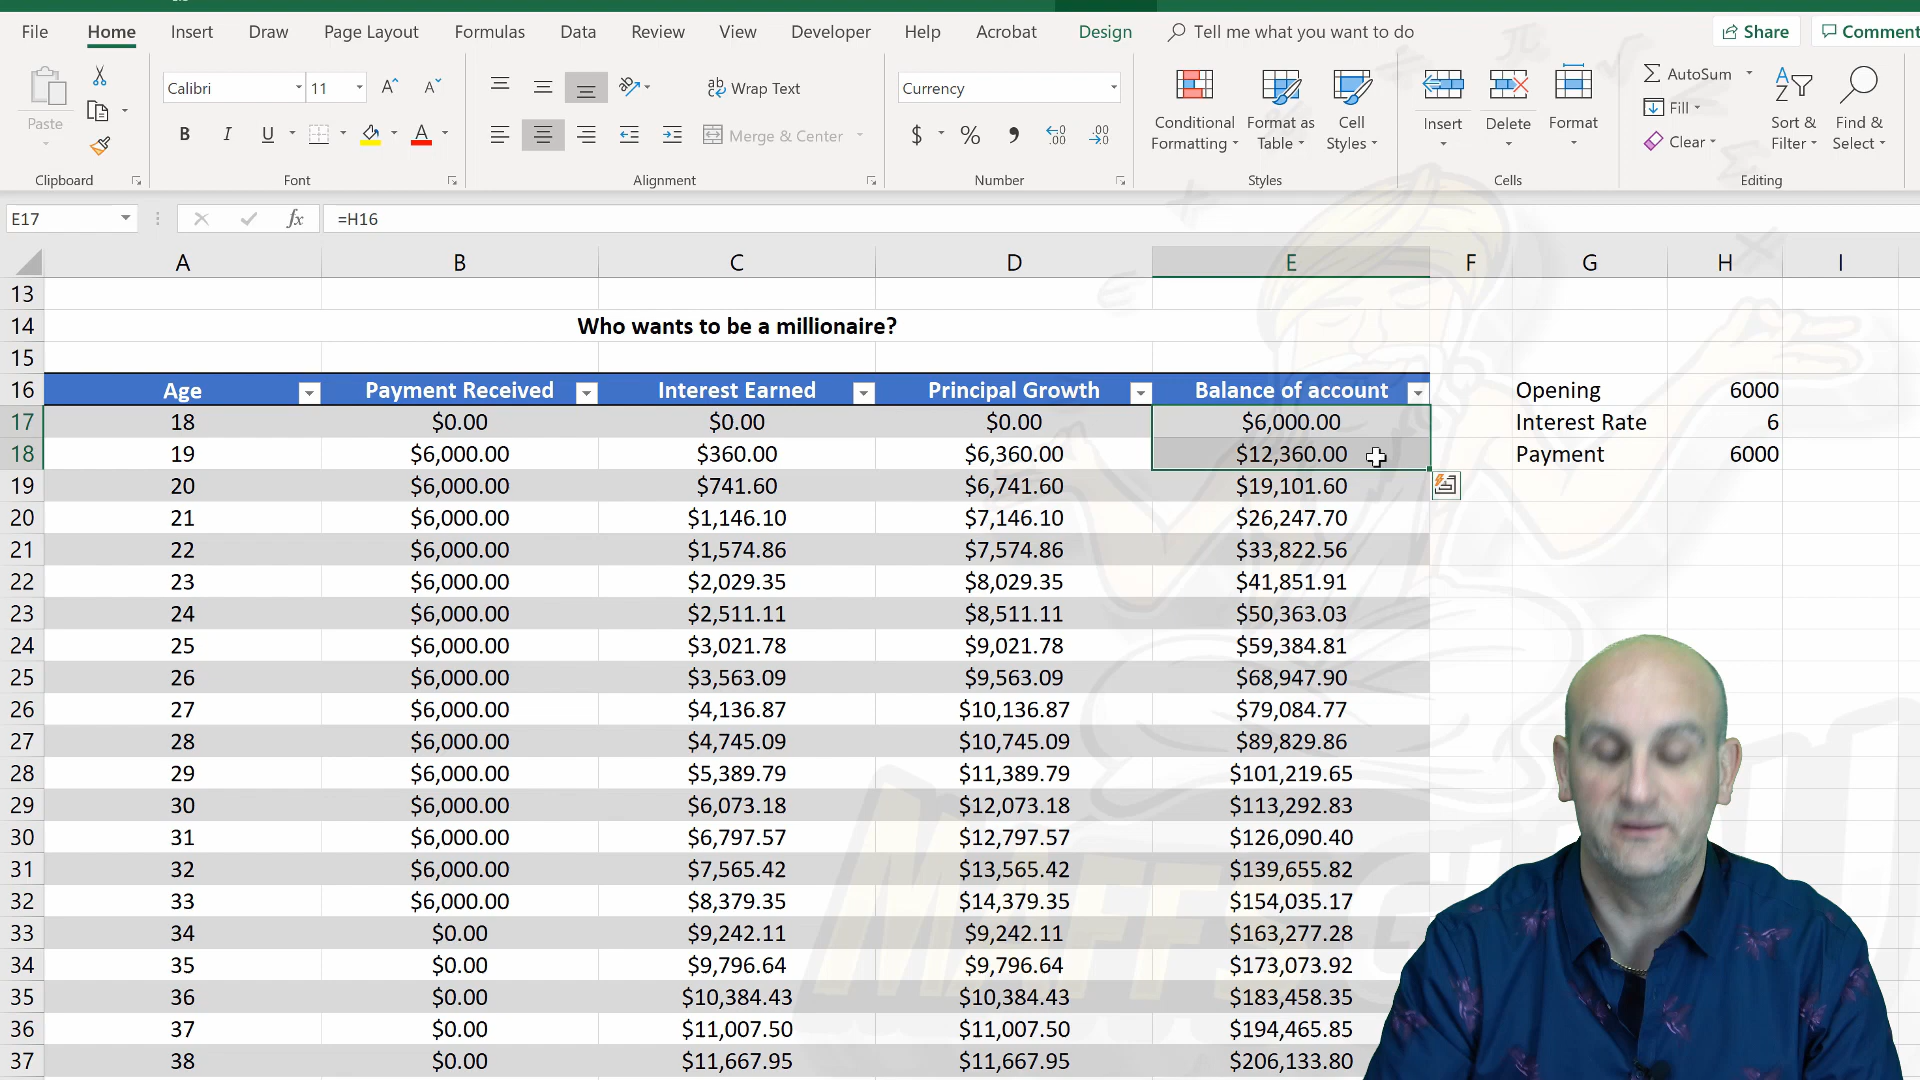 File Home Insert Draw Page Layout Formulas Data Review View Developer Help Acrobat Design Tell me what you want to do Share Comment
Calibri 11 Wrap Text Currency AutoSum
Paste B I U A Merge & Center $ % Conditional Formatting Format as Table Cell Styles Insert Delete Format Fill Clear Sort & Filter Find & Select
Clipboard Font Alignment Number Styles Cells Editing
E17 fx =H16
A B C D E F G H I
13
14 Who wants to be a millionaire?
15
16 Age Payment Received Interest Earned Principal Growth Balance of account Opening 6000
17 18 $0.00 $0.00 $0.00 $6,000.00 Interest Rate 6
18 19 $6,000.00 $360.00 $6,360.00 $12,360.00 Payment 6000
19 20 $6,000.00 $741.60 $6,741.60 $19,101.60
20 21 $6,000.00 $1,146.10 $7,146.10 $26,247.70
21 22 $6,000.00 $1,574.86 $7,574.86 $33,822.56
22 23 $6,000.00 $2,029.35 $8,029.35 $41,851.91
23 24 $6,000.00 $2,511.11 $8,511.11 $50,363.03
24 25 $6,000.00 $3,021.78 $9,021.78 $59,384.81
25 26 $6,000.00 $3,563.09 $9,563.09 $68,947.90
26 27 $6,000.00 $4,136.87 $10,136.87 $79,084.77
27 28 $6,000.00 $4,745.09 $10,745.09 $89,829.86
28 29 $6,000.00 $5,389.79 $11,389.79 $101,219.65
29 30 $6,000.00 $6,073.18 $12,073.18 $113,292.83
30 31 $6,000.00 $6,797.57 $12,797.57 $126,090.40
31 32 $6,000.00 $7,565.42 $13,565.42 $139,655.82
32 33 $6,000.00 $8,379.35 $14,379.35 $154,035.17
33 34 $0.00 $9,242.11 $9,242.11 $163,277.28
34 35 $0.00 $9,796.64 $9,796.64 $173,073.92
35 36 $0.00 $10,384.43 $10,384.43 $183,458.35
36 37 $0.00 $11,007.50 $11,007.50 $194,465.85
37 38 $0.00 $11,667.95 $11,667.95 $206,133.80